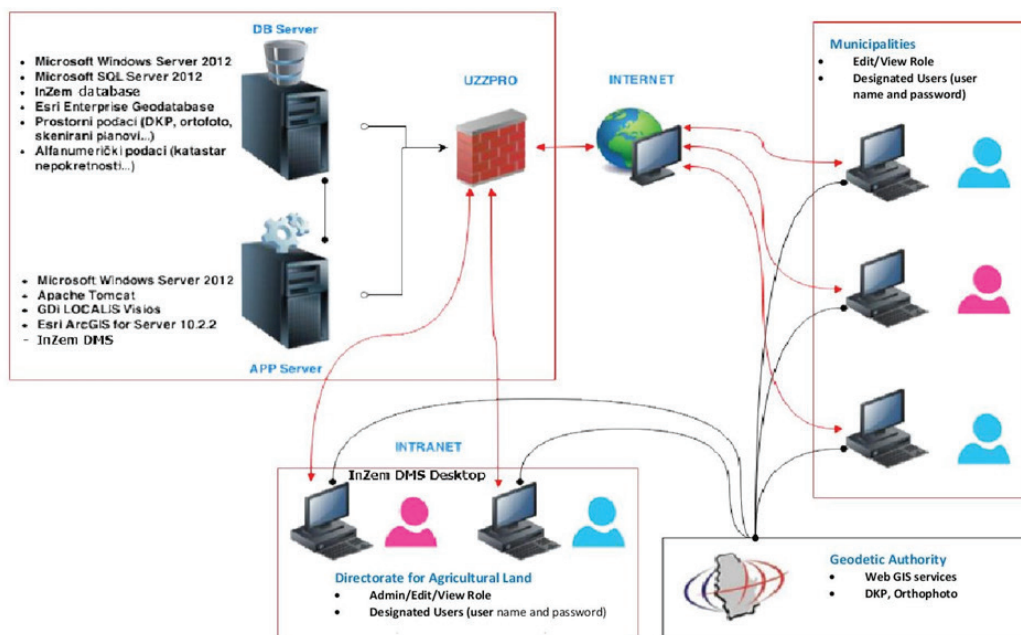 DB Server
Microsoft Windows Server 2012
Microsoft SQL Server 2012
InZem database
Esri Enterprise Geodatabase
Prostorni podaci (DKP, ortofoto,
skenirani planovi...)
Alfanumerički podaci (katastar
nepokretnosti...)
UZZPRO
INTERNET
Municipalities
Edit/View Role
Designated Users (user
name and password)
Microsoft Windows Server 2012
Apache Tomcat
GDi LOCALiS Visios
Esri ArcGIS for Server 10.2.2
InZem DMS
APP Server
INTRANET
InZem DMS Desktop
Directorate for Agricultural Land
Admin/Edit/View Role
Designated Users (user name and password)
Geodetic Authority
Web GIS services
DKP, Orthophoto